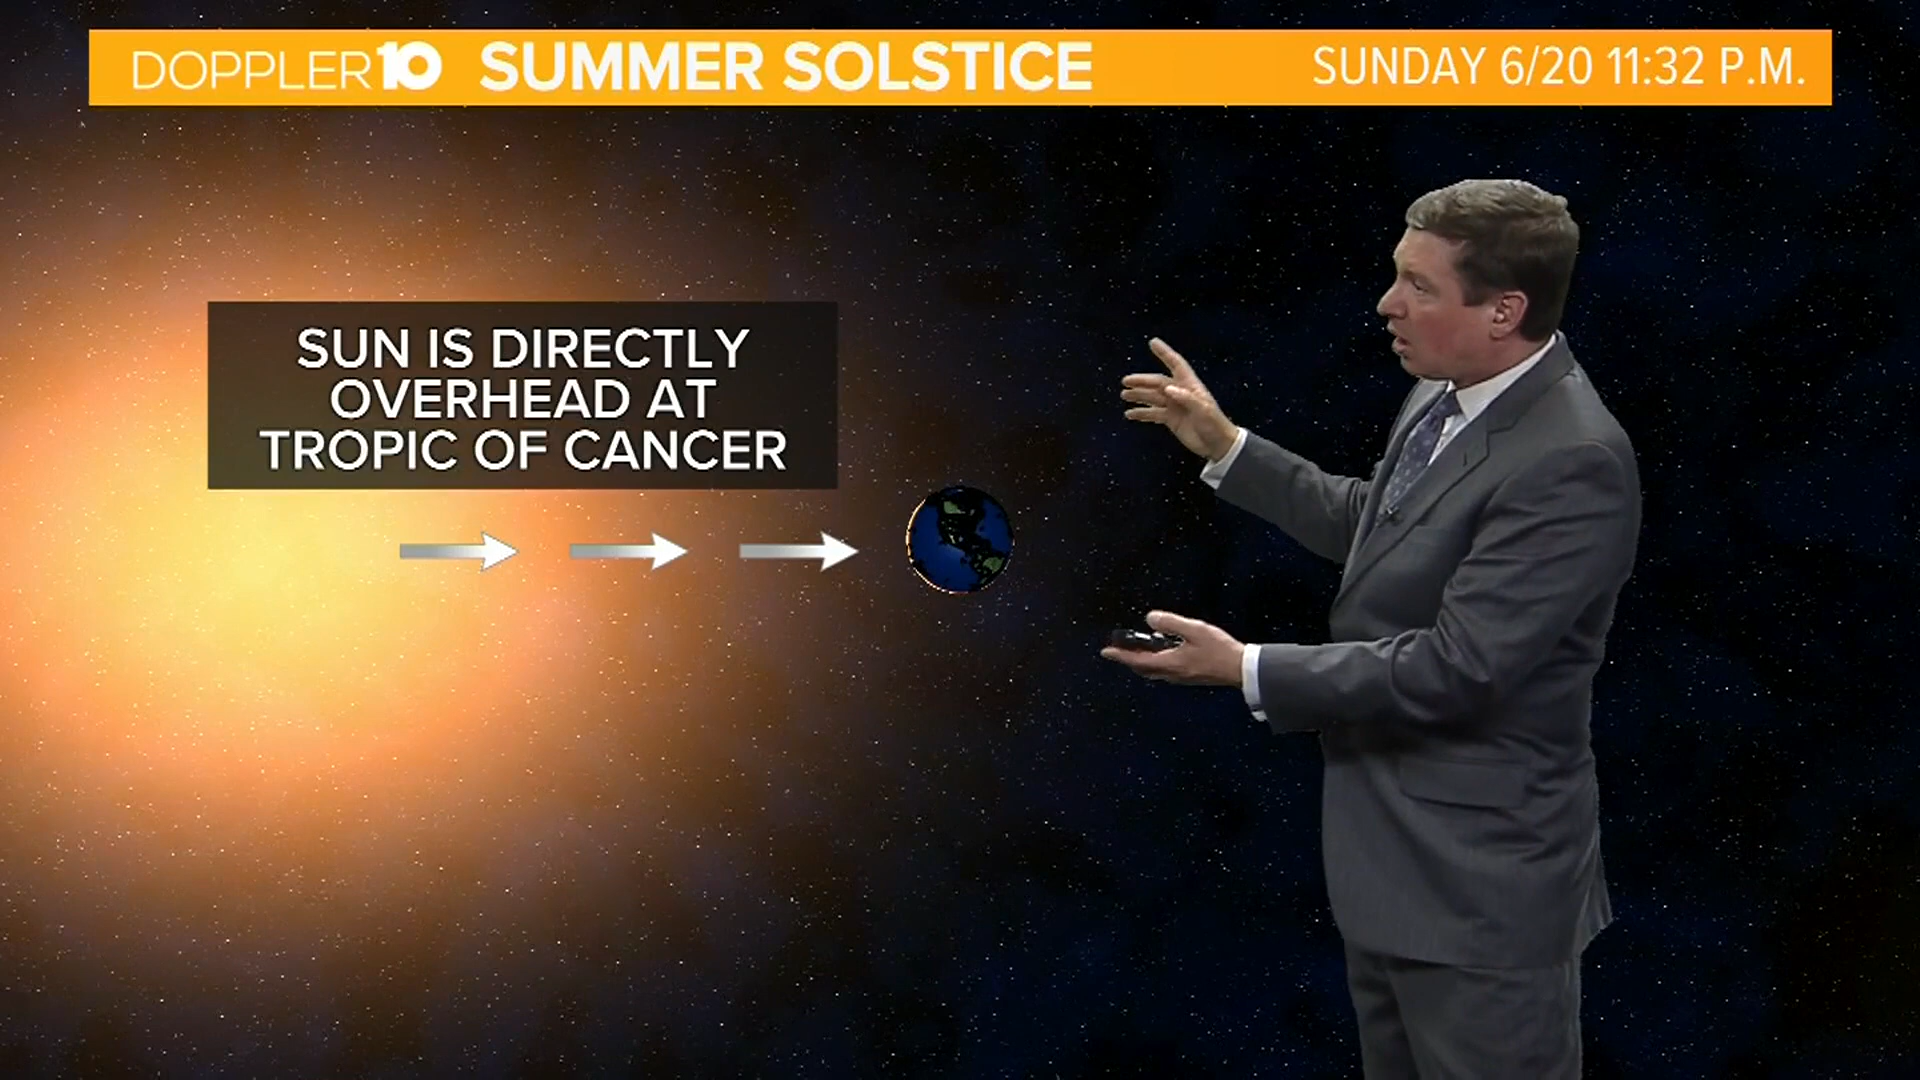 DOPPLER10 SUMMER SOLSTICE SUNDAY 6/20 11:32 P.M.
SUN IS DIRECTLY
OVERHEAD AT
TROPIC OF CANCER